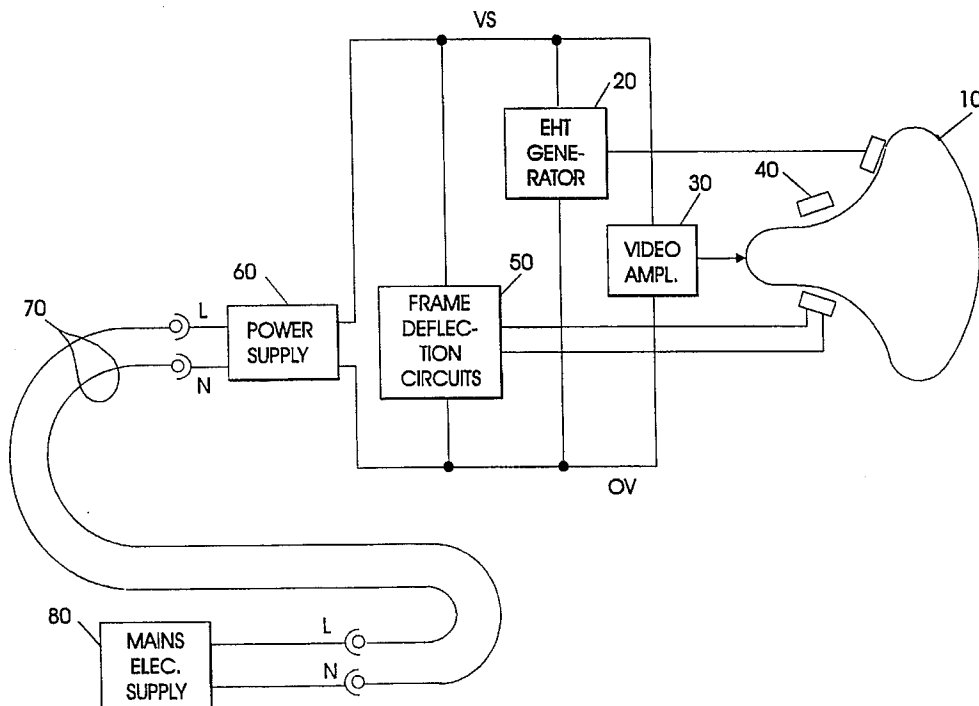 VS
20
10
EHT
GENE-
RATOR
40
30
VIDEO
AMPL.
50
60
FRAME
DEFLEC-
TION
CIRCUITS
70
L
POWER
SUPPLY
N
OV
80
MAINS
ELEC.
SUPPLY
L
N